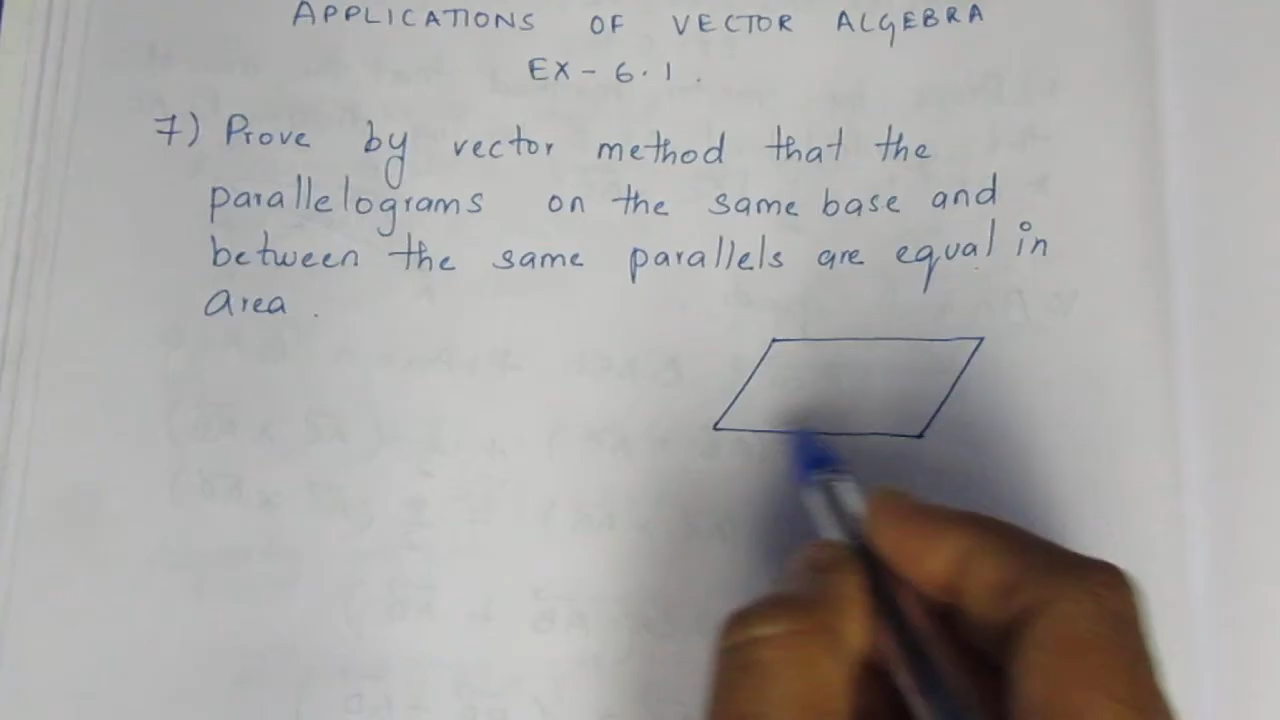 APPLICATIONS OF VECTOR ALGEBRA
EX - 6.1.
7) Prove by vector method that the
parallelograms on the same base and
between the same parallels are equal in
area.